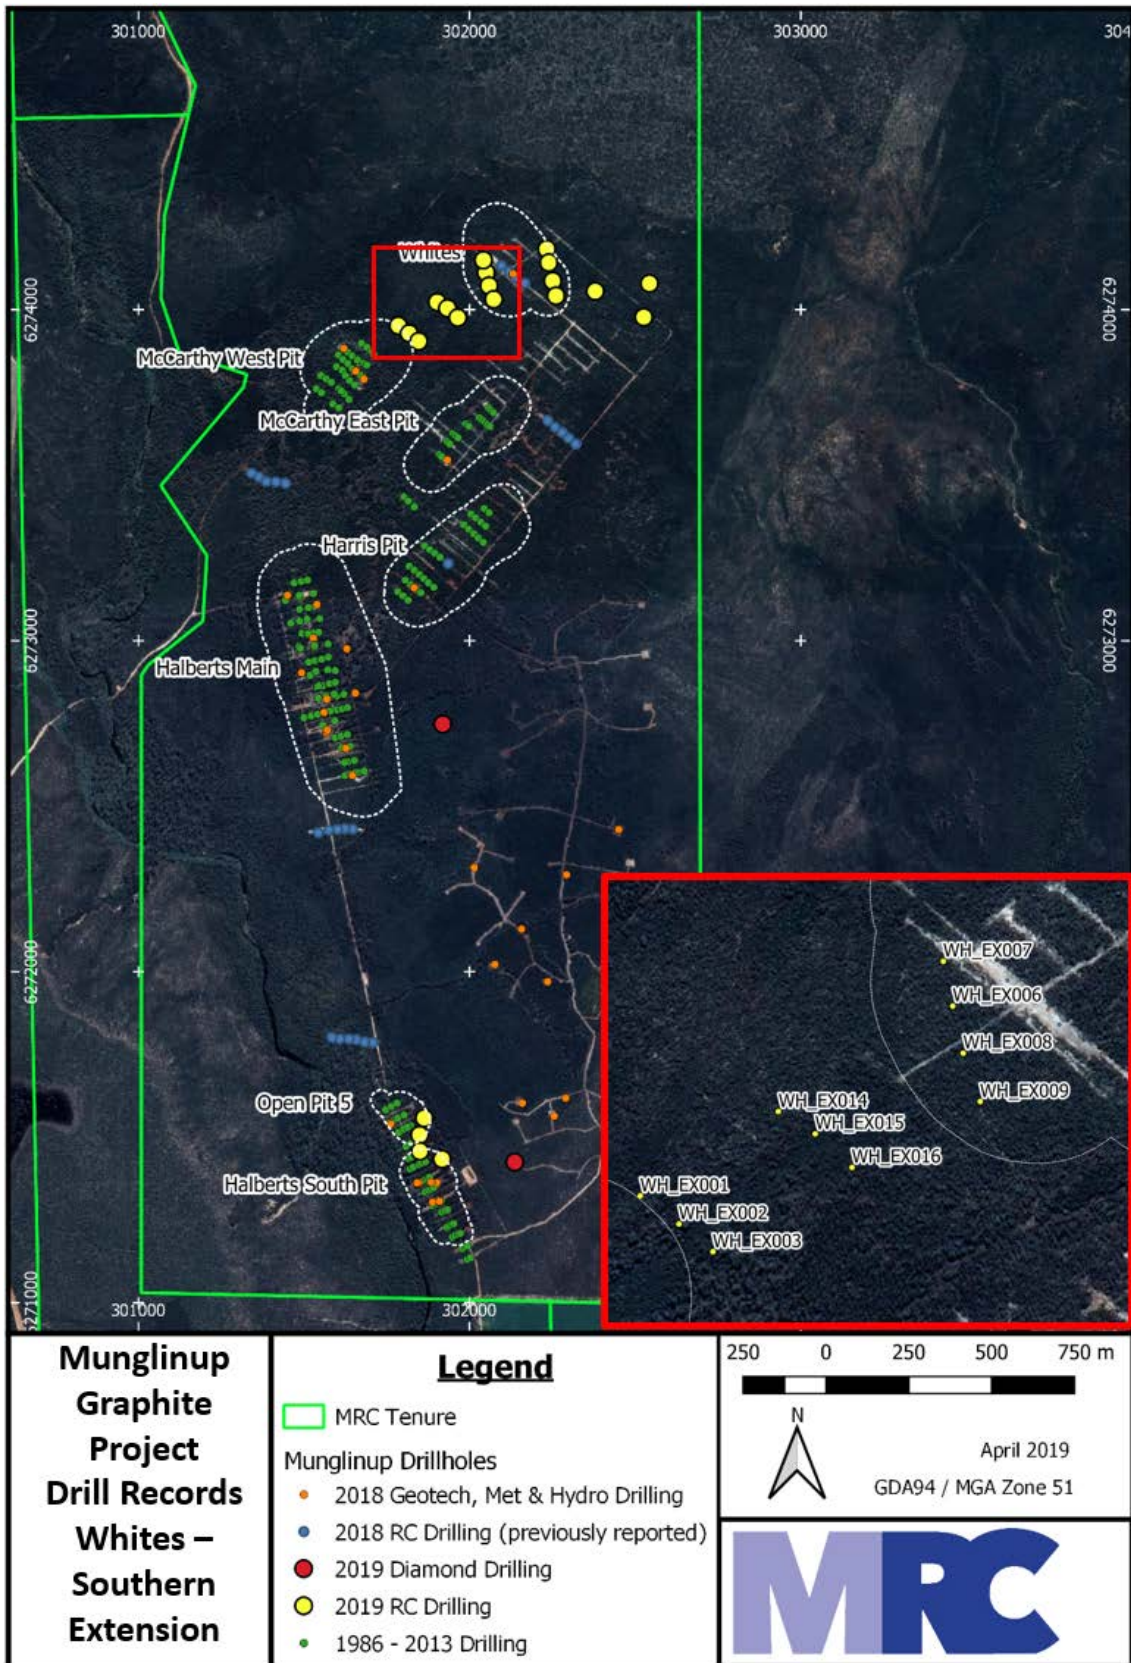 301000
302000
303000
304
Whites
6274000
6274000
McCarthy West Pit
McCarthy East Pit
Harris Pit
6273000
6273000
Halberts Main
6272000
Open Pit 5
Halberts South Pit
6271000
301000
302000
WH_EX007
WH_EX006
WH_EX008
WH_EX009
WH_EX014
WH_EX015
WH_EX016
WH_EX001
WH_EX002
WH_EX003
Munglinup
Graphite
Project
Drill Records
Whites –
Southern
Extension
Legend
MRC Tenure
Munglinup Drillholes
2018 Geotech, Met & Hydro Drilling
2018 RC Drilling (previously reported)
2019 Diamond Drilling
2019 RC Drilling
1986 - 2013 Drilling
250 0 250 500 750 m
N
April 2019
GDA94 / MGA Zone 51
MRC